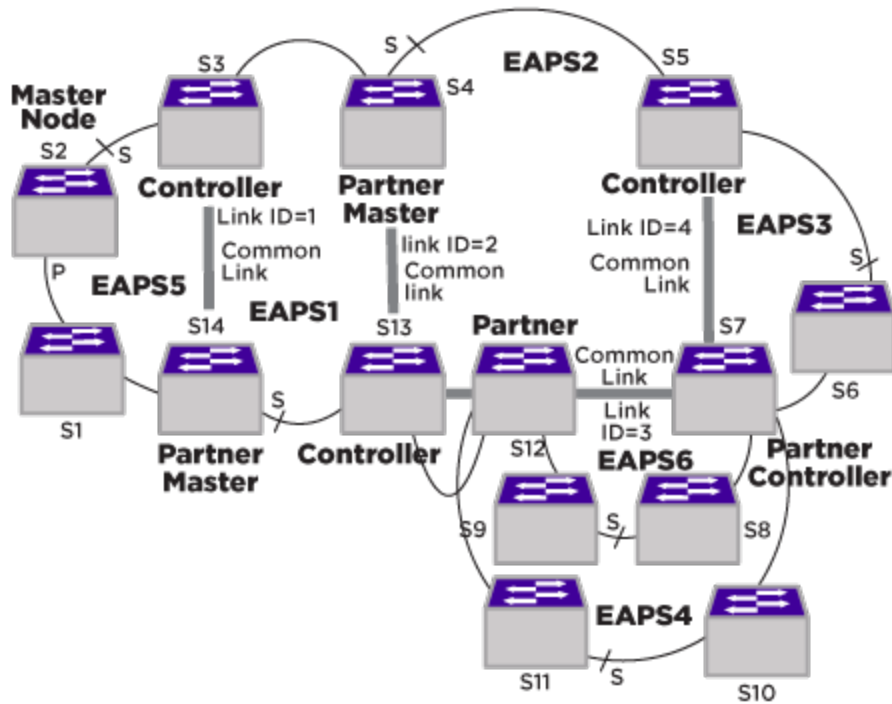 S3
S
EAPS2
S5
S4
Master
Node
S2
S
Controller
Partner
Master
Controller
Link ID=1
Common
Link
link ID=2
Common
link
Link ID=4
Common
Link
EAPS3
S
P
EAPS5
EAPS1
S14
S13
Partner
S7
Common
Link
S6
S1
S
Link
ID=3
Partner
Master
Controller
S12
EAPS6
Partner
Controller
S9
S
S8
EAPS4
S11
S
S10